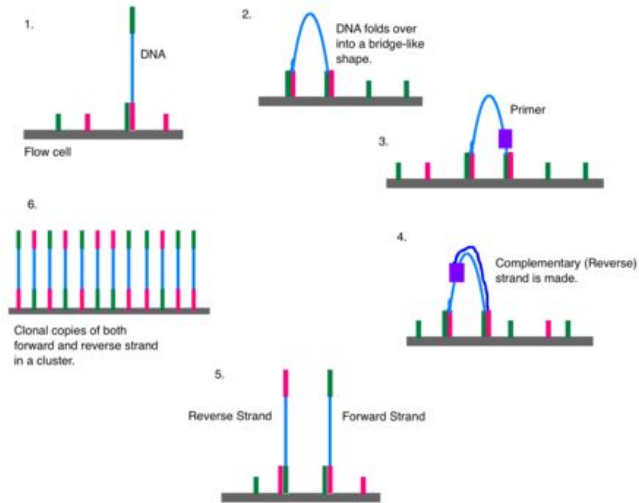 1.
DNA
Flow cell
2.
DNA folds over
into a bridge-like
shape.
3.
Primer
4.
Complementary (Reverse)
strand is made.
5.
Reverse Strand
Forward Strand
6.
Clonal copies of both
forward and reverse strand
in a cluster.